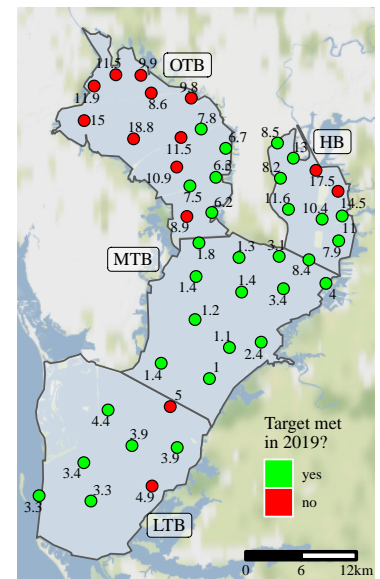 11.5 9.9 OTB
11.9 8.6 9.8
15 18.8 7.8
11.5 6.7 8.5 HB
13
10.9 6.3 8.2 17.5
7.5 14.5
6.2 11.6 10.4 11
8.9 7.9
MTB 1.8 1.3 3.1 8.4
1.4 1.4 3.4 4
1.2
1.1 2.4
1.4 1
5
4.4
3.9 3.9
3.4
3.3 3.3 4.9
LTB
Target met
in 2019?
yes
no
0 6 12km